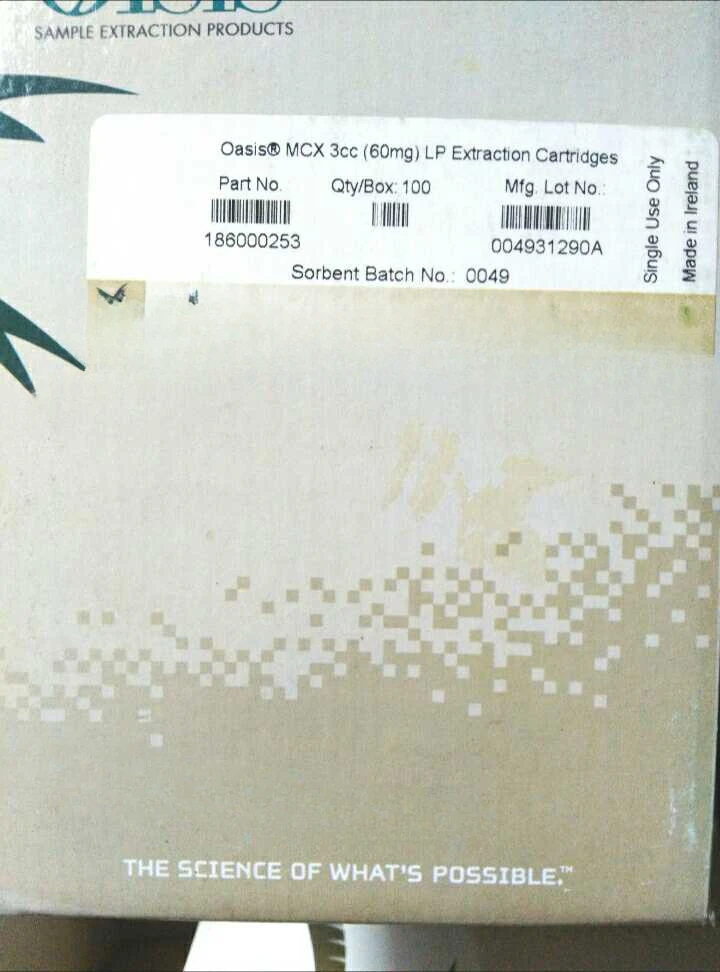 Oasis
SAMPLE EXTRACTION PRODUCTS
Oasis® MCX 3cc (60mg) LP Extraction Cartridges
Part No. Qty/Box: 100 Mfg. Lot No.:
186000253 004931290A
Sorbent Batch No.: 0049
Single Use Only
Made in Ireland
THE SCIENCE OF WHAT'S POSSIBLE.™